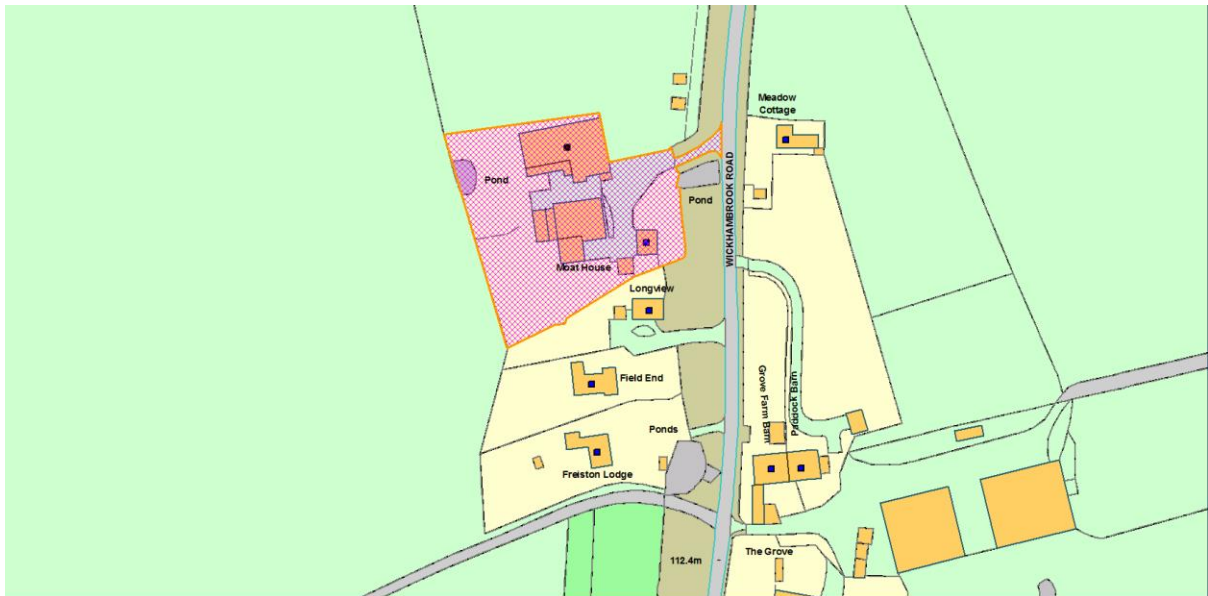 Meadow
Cottage
Pond
Pond
WICKHAMBROOK ROAD
Moat House
Longview
Field End
Grove Farm Barn
Paddock Barn
Ponds
Freiston Lodge
The Grove
112.4m